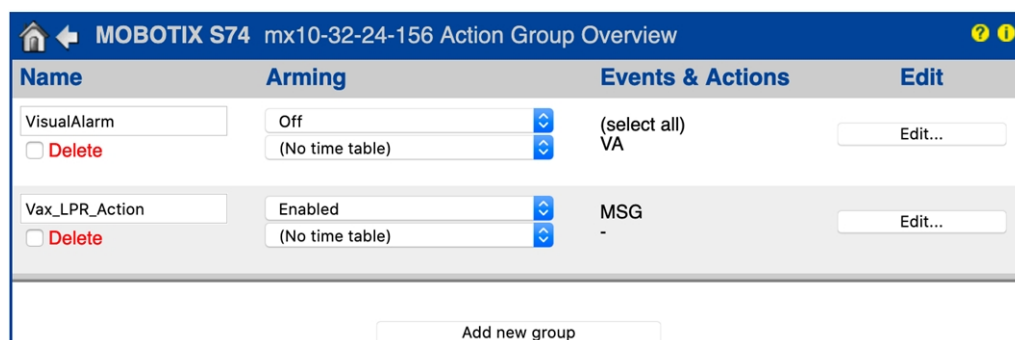 MOBOTIX S74 mx10-32-24-156 Action Group Overview ? i
Name Arming Events & Actions Edit
VisualAlarm Off (select all) Edit...
Delete (No time table) VA
Vax_LPR_Action Enabled MSG Edit...
Delete (No time table) -
Add new group